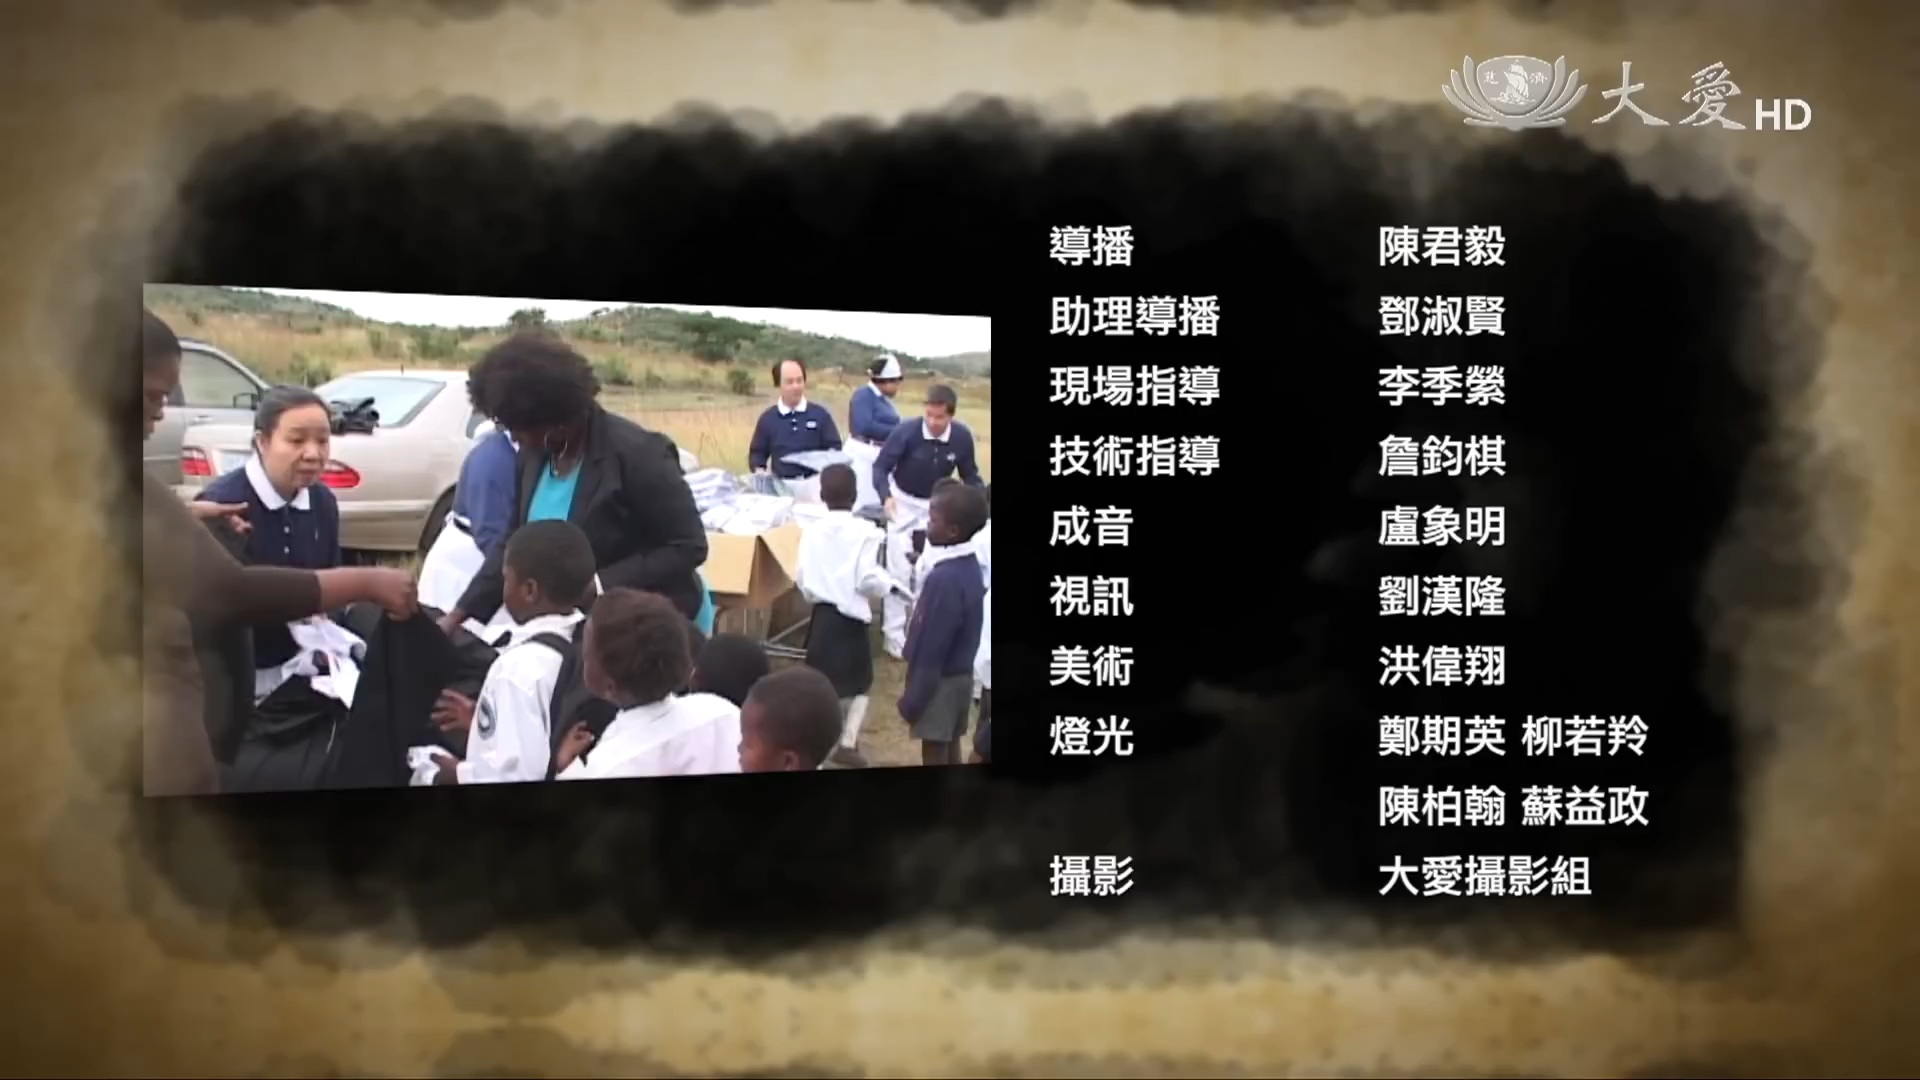 慈濟
大愛HD
導播 陳君毅
助理導播 鄧淑賢
現場指導 李季縈
技術指導 詹鈞棋
成音 盧象明
視訊 劉漢隆
美術 洪偉翔
燈光 鄭期英 柳若羚
陳柏翰 蘇益政
攝影 大愛攝影組